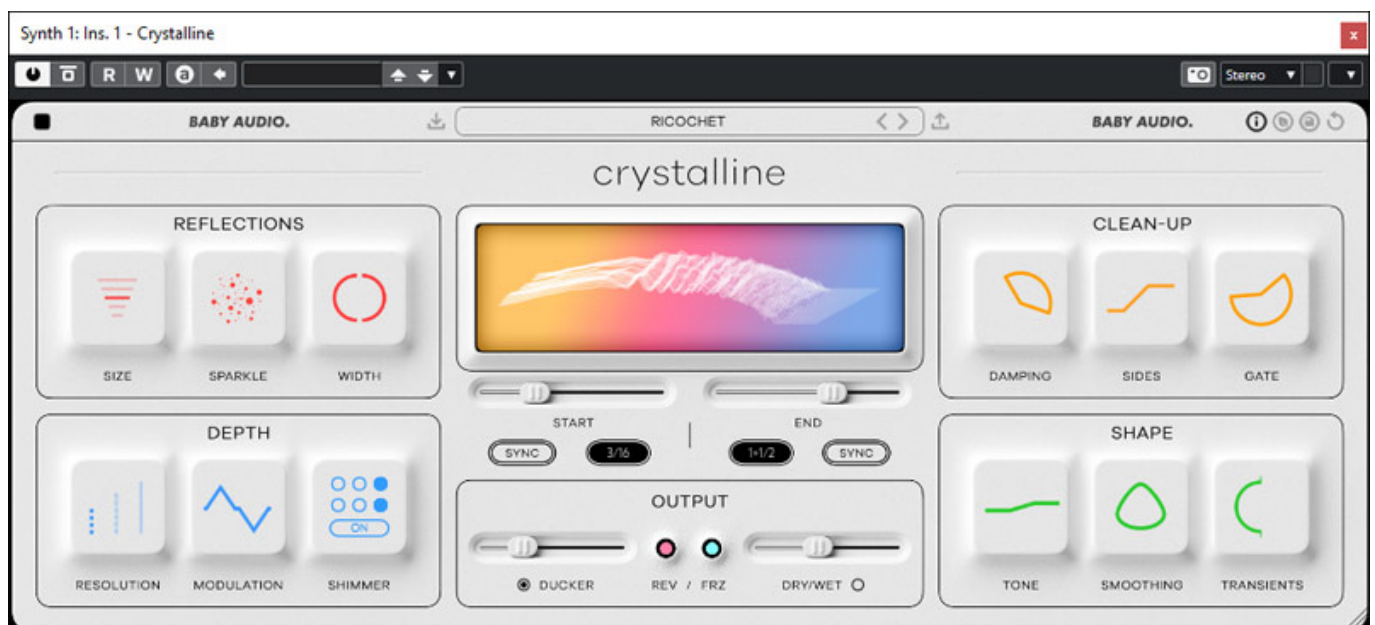 Synth 1: Ins. 1 - Crystalline
x
R W a Stereo
BABY AUDIO. RICOCHET BABY AUDIO.
crystalline
REFLECTIONS
SIZE SPARKLE WIDTH
CLEAN-UP
DAMPING SIDES GATE
START END
SYNC 3/16 1+1/2 SYNC
DEPTH
ON
RESOLUTION MODULATION SHIMMER
OUTPUT
DUCKER REV / FRZ DRY/WET
SHAPE
TONE SMOOTHING TRANSIENTS